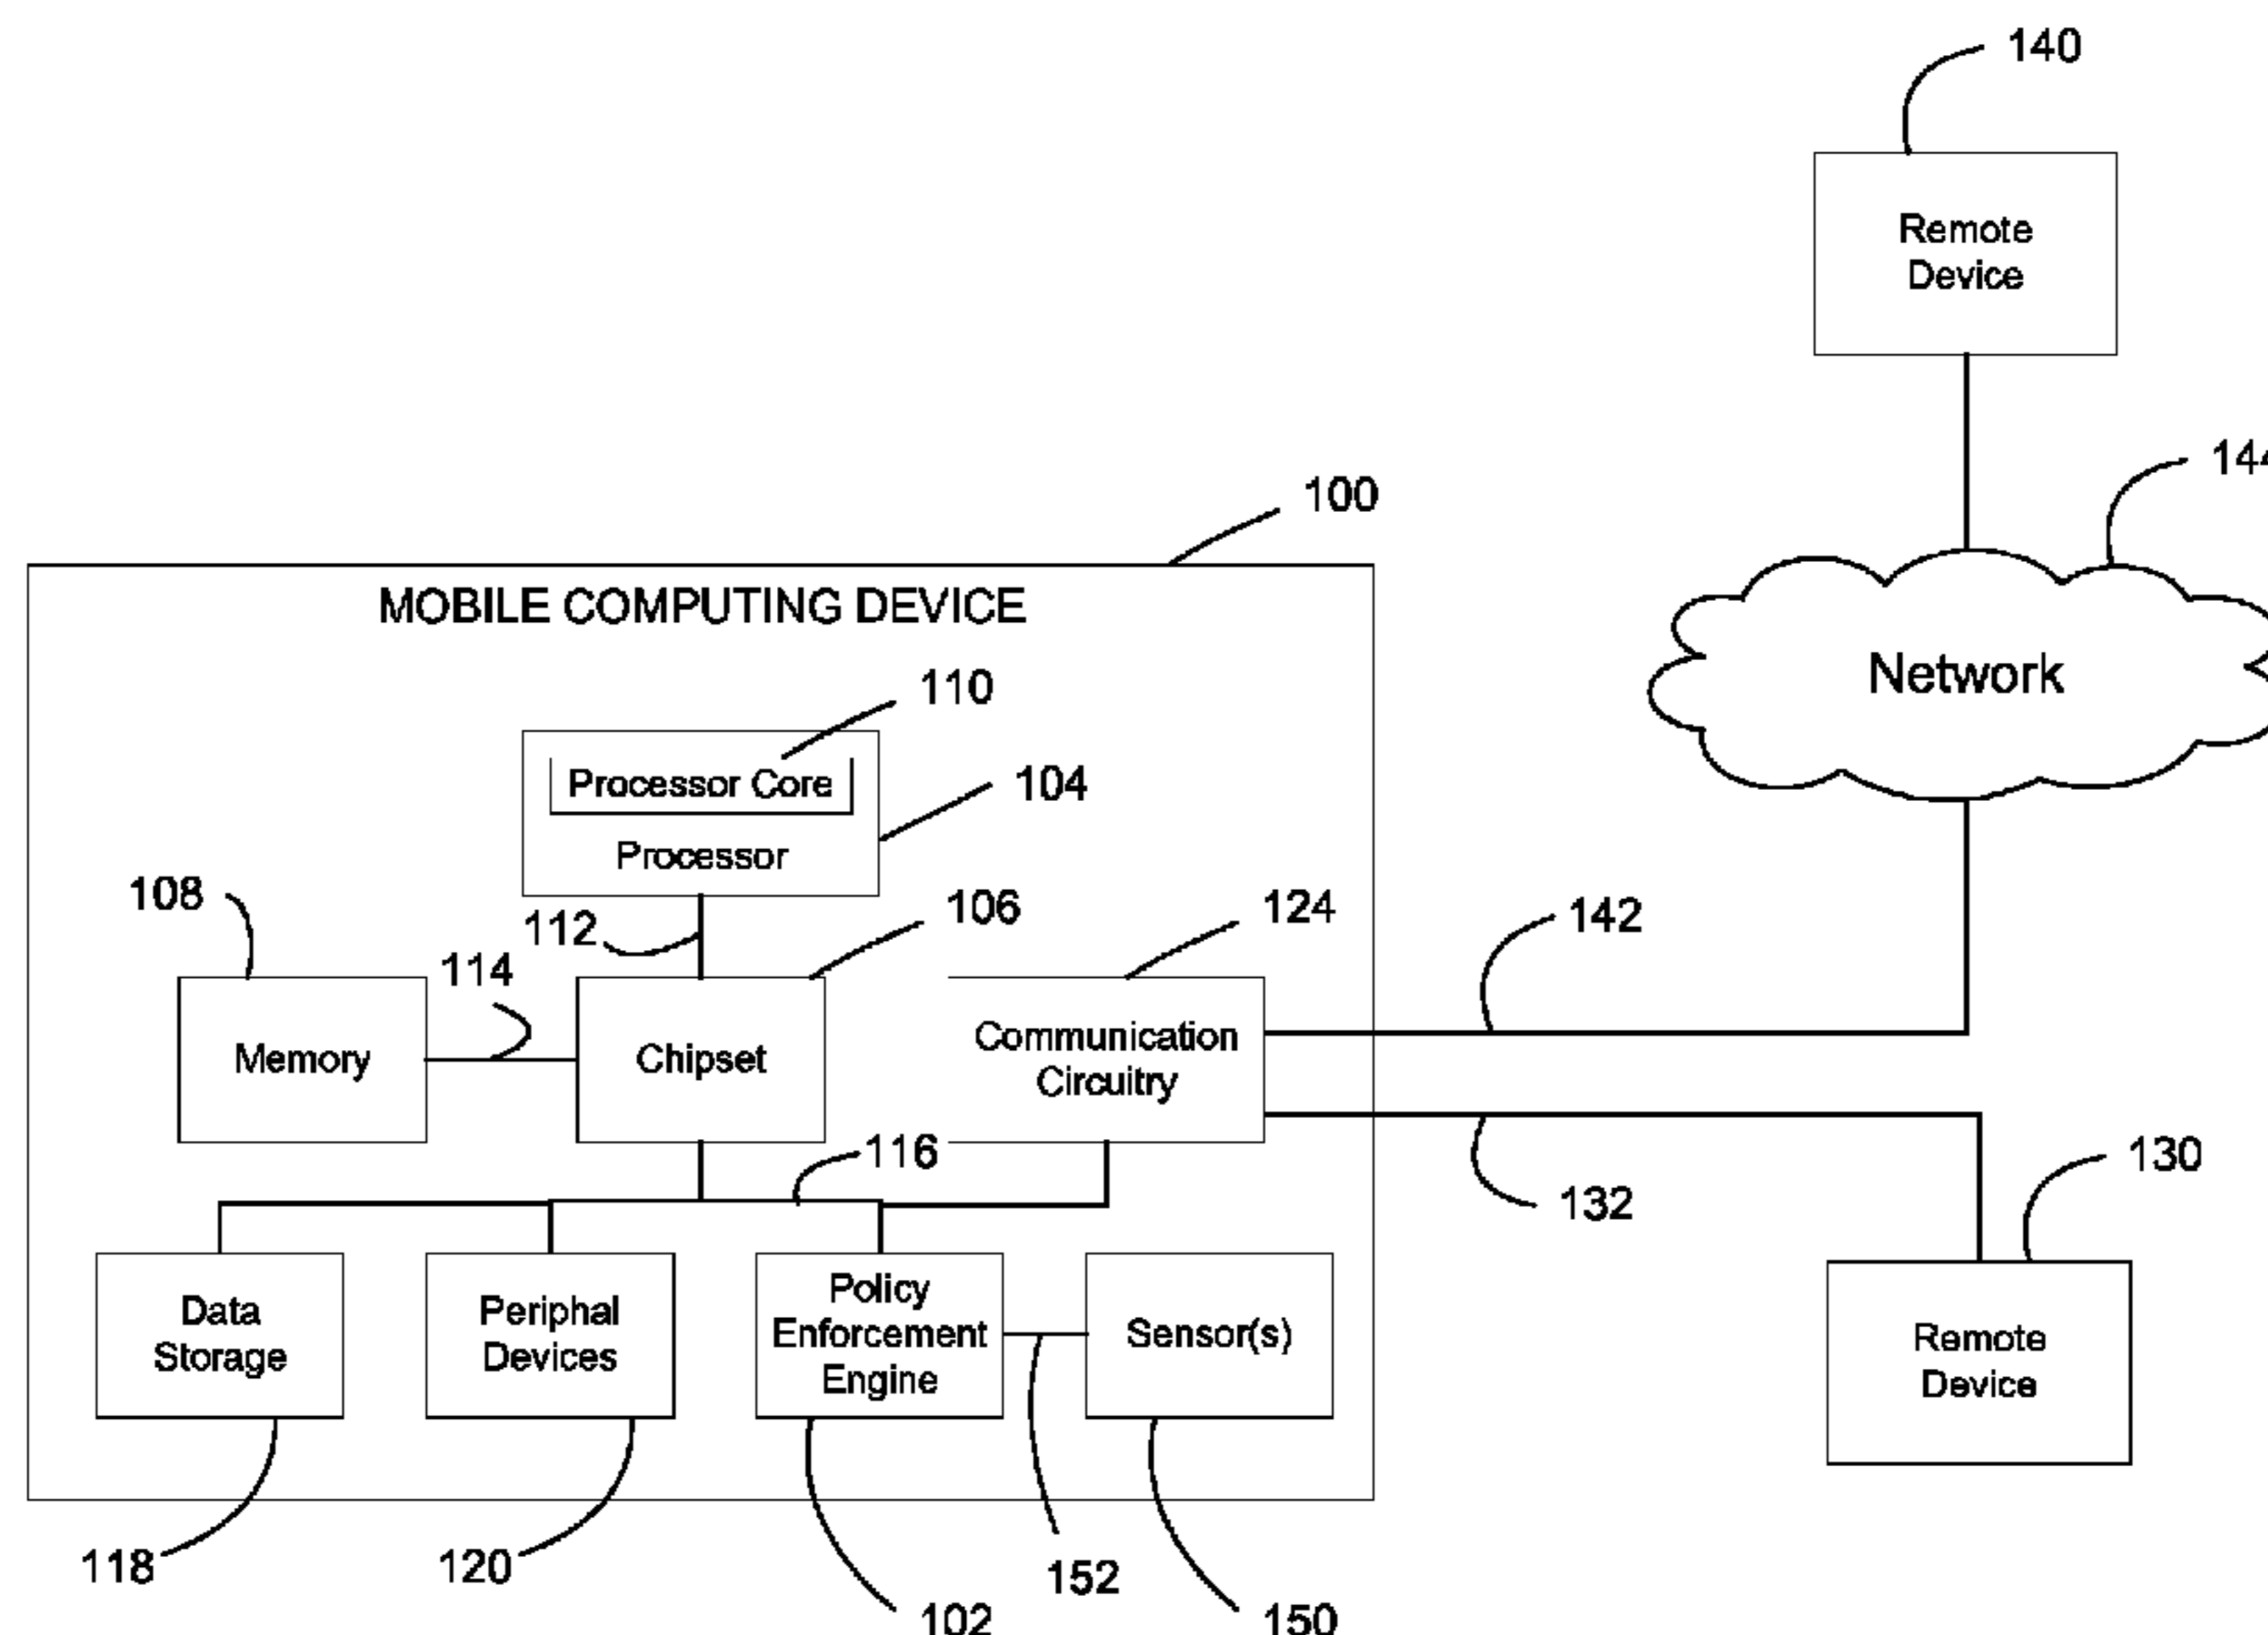 140
Remote
Device
144
100
MOBILE COMPUTING DEVICE
Network
110
Processor Core
104
Processor
108
112
106
124
142
114
Memory
Chipset
Communication
Circuitry
116
132
130
Data
Storage
Periphal
Devices
Policy
Enforcement
Engine
Sensor(s)
Remote
Device
118
120
152
102
150